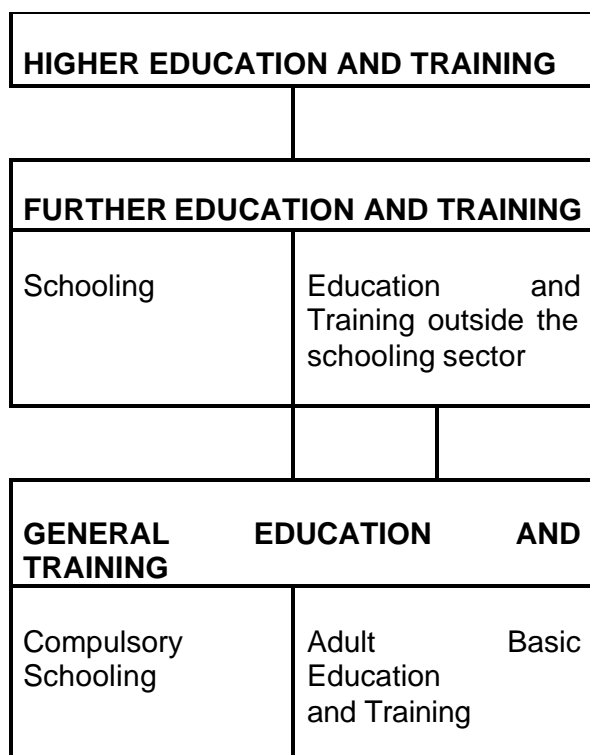 HIGHER EDUCATION AND TRAINING
FURTHER EDUCATION AND TRAINING
Schooling
Education and
Training outside the
schooling sector
GENERAL EDUCATION AND
TRAINING
Compulsory
Schooling
Adult Basic
Education
and Training